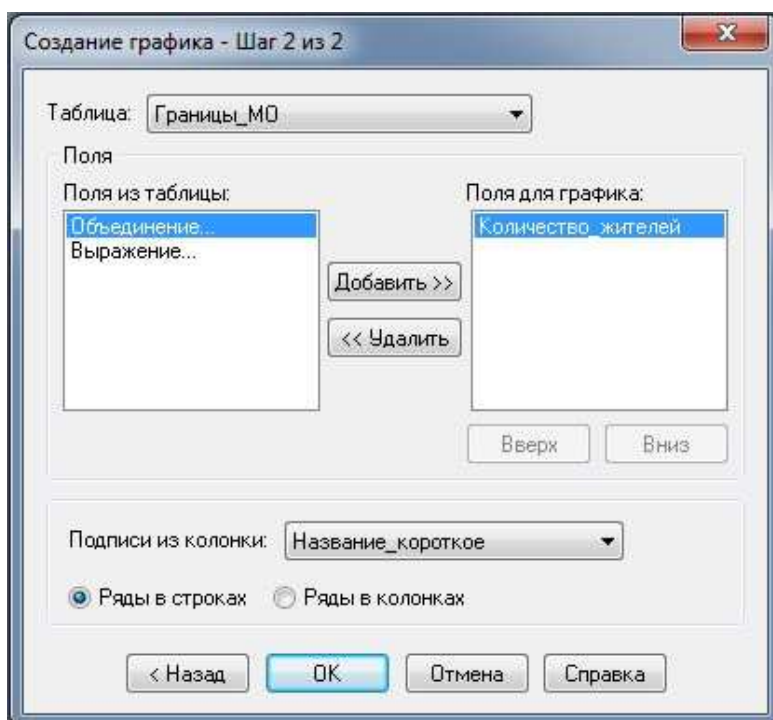 Создание графика - Шаг 2 из 2
Таблица: Границы_МО
Поля
Поля из таблицы: Поля для графика:
Объединение... Количество_жителей
Выражение...
Добавить >>
<< Удалить
Вверх Вниз
Подписи из колонки: Название_короткое
Ряды в строках Ряды в колонках
< Назад OK Отмена Справка